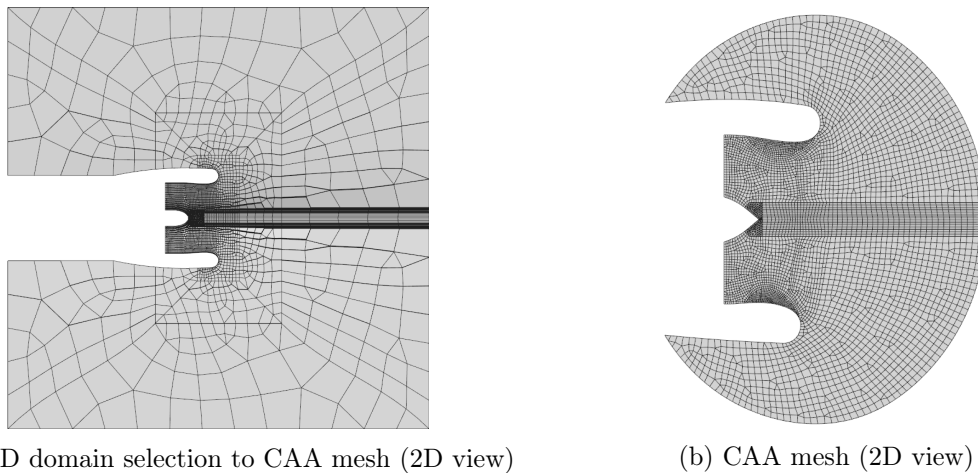 D domain selection to CAA mesh (2D view)
(b) CAA mesh (2D view)